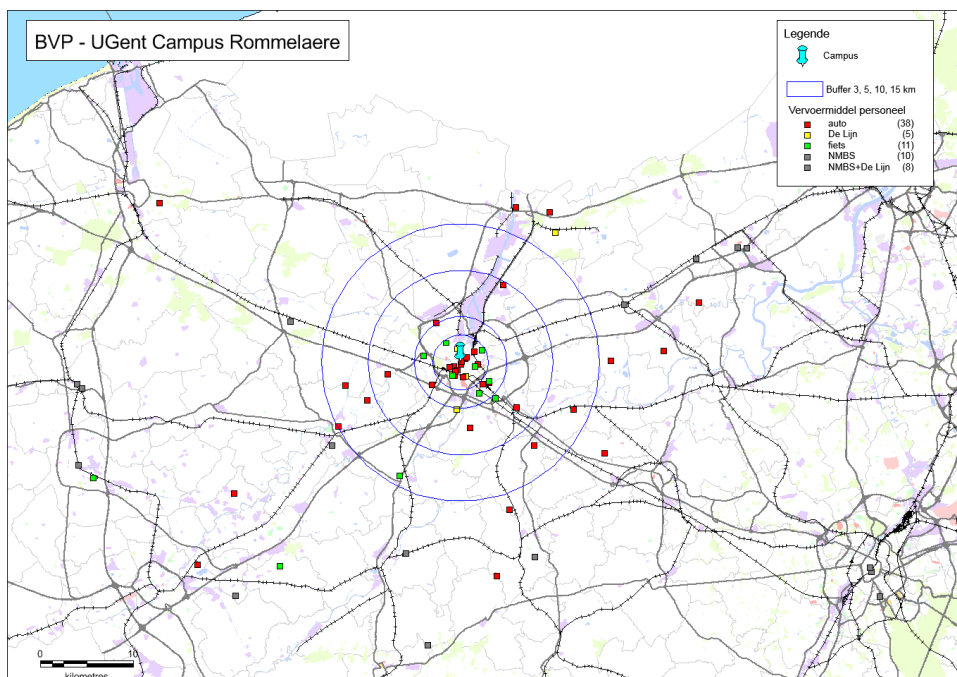 BVP - UGent Campus Rommelaere
Legende
Campus
Buffer 3, 5, 10, 15 km
Vervoermiddel personeel
auto (38)
De Lijn (5)
fiets (11)
NMBS (10)
NMBS+De Lijn (8)
0 10
kilometres